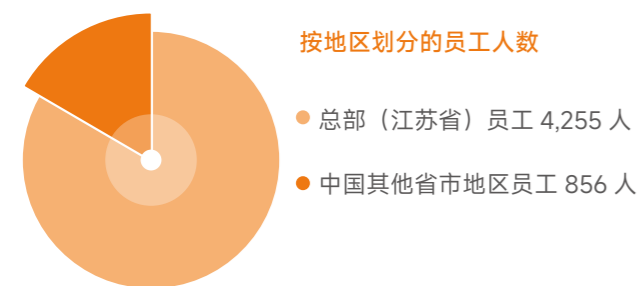 按地区划分的员工人数
总部（江苏省）员工 4,255 人
中国其他省市地区员工 856 人